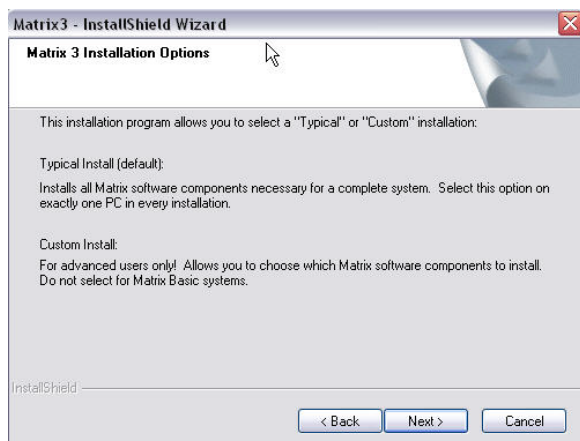 Matrix3 - InstallShield Wizard
Matrix 3 Installation Options
This installation program allows you to select a "Typical" or "Custom" installation:
Typical Install (default):
Installs all Matrix software components necessary for a complete system.  Select this option on
exactly one PC in every installation.
Custom Install:
For advanced users only!  Allows you to choose which Matrix software components to install.
Do not select for Matrix Basic systems.
InstallShield
< Back
Next >
Cancel